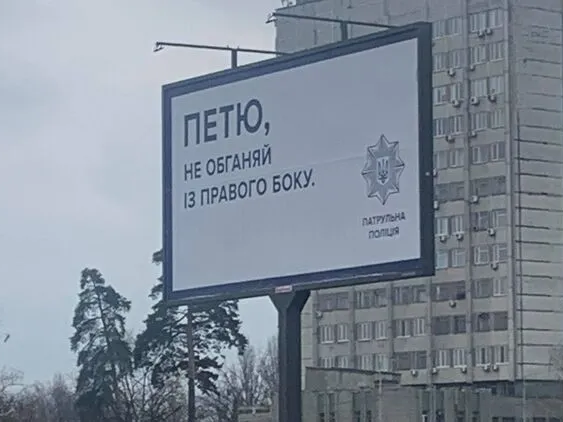 ПЕТЮ,
НЕ ОБГАНЯЙ
ІЗ ПРАВОГО БОКУ.
ПАТРУЛЬНА
ПОЛІЦІЯ